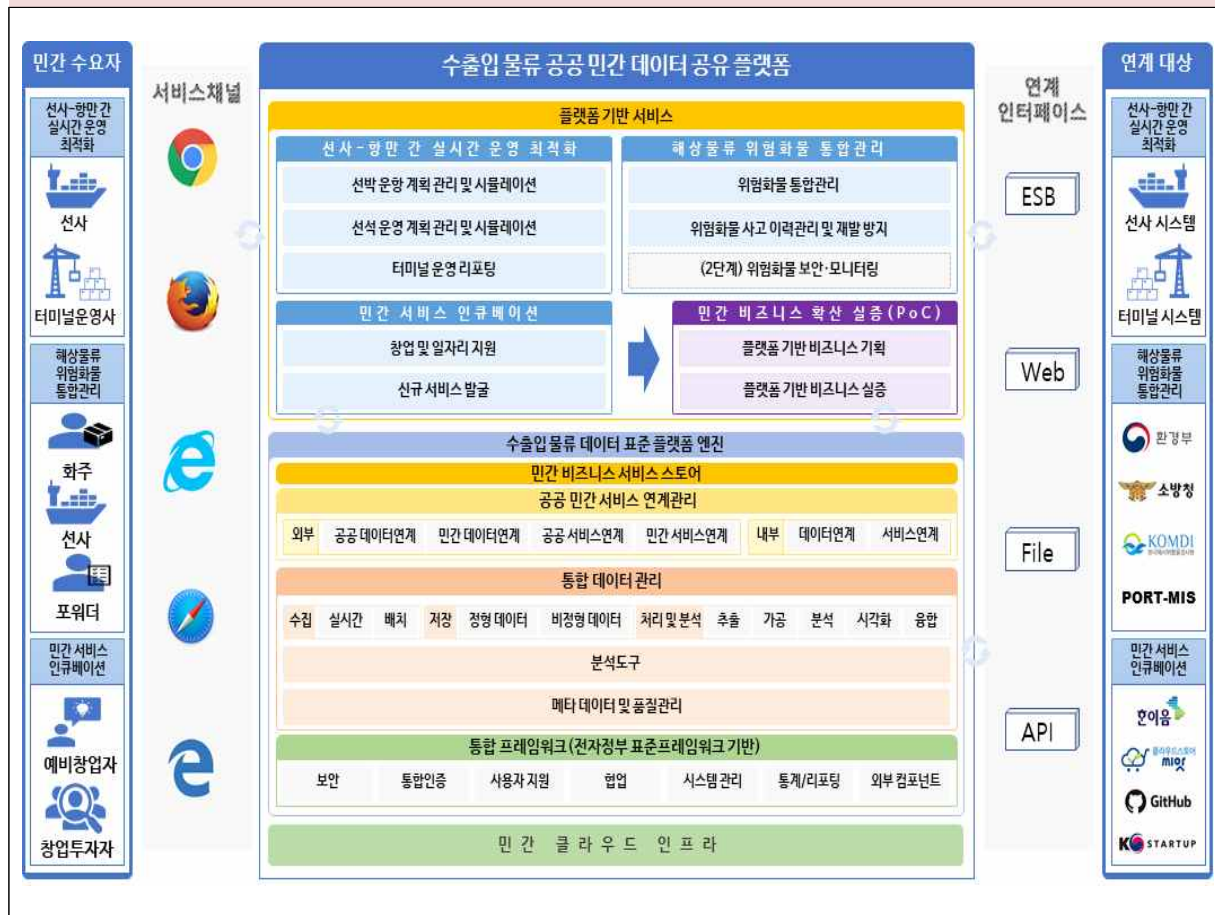 민간 수요자
선사-항만 간
실시간 운영
최적화
선사
터미널운영사
해상물류
위험화물
통합관리
화주
선사
포워더
민간 서비스
인큐베이션
예비창업자
창업투자자
서비스채널
수출입 물류 공공 민간 데이터 공유 플랫폼
플랫폼 기반 서비스
선사-항만 간 실시간 운영 최적화
선박 운항 계획 관리 및 시뮬레이션
선석 운영 계획 관리 및 시뮬레이션
터미널 운영 리포팅
해상물류 위험화물 통합관리
위험화물 통합관리
위험화물 사고 이력관리 및 재발 방지
(2단계) 위험화물 보안·모니터링
민간 서비스 인큐베이션
창업 및 일자리 지원
신규 서비스 발굴
민간 비즈니스 확산 실증(PoC)
플랫폼 기반 비즈니스 기획
플랫폼 기반 비즈니스 실증
수출입 물류 데이터 표준 플랫폼 엔진
민간 비즈니스 서비스 스토어
공공 민간 서비스 연계관리
외부 공공 데이터연계 민간 데이터연계 공공 서비스연계 민간 서비스연계 내부 데이터연계 서비스연계
통합 데이터 관리
수집 실시간 배치 저장 정형 데이터 비정형 데이터 처리 및 분석 추출 가공 분석 시각화 융합
분석도구
메타 데이터 및 품질관리
통합 프레임워크(전자정부 표준프레임워크 기반)
보안 통합인증 사용자 지원 협업 시스템 관리 통계/리포팅 외부 컴포넌트
민간 클라우드 인프라
연계
인터페이스
ESB
Web
File
API
연계 대상
선사-항만 간
실시간 운영
최적화
선사 시스템
터미널 시스템
해상물류
위험화물
통합관리
환경부
소방청
KOMDI
PORT-MIS
민간 서비스
인큐베이션
한이음
클라우드스토어
씨앗
GitHub
K STARTUP